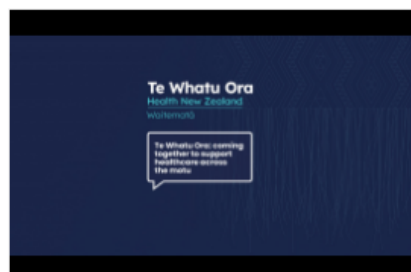 Te Whatu Ora
Health New Zealand
Waitematā
Te Whatu Ora: coming
together to support
healthcare across
the motu